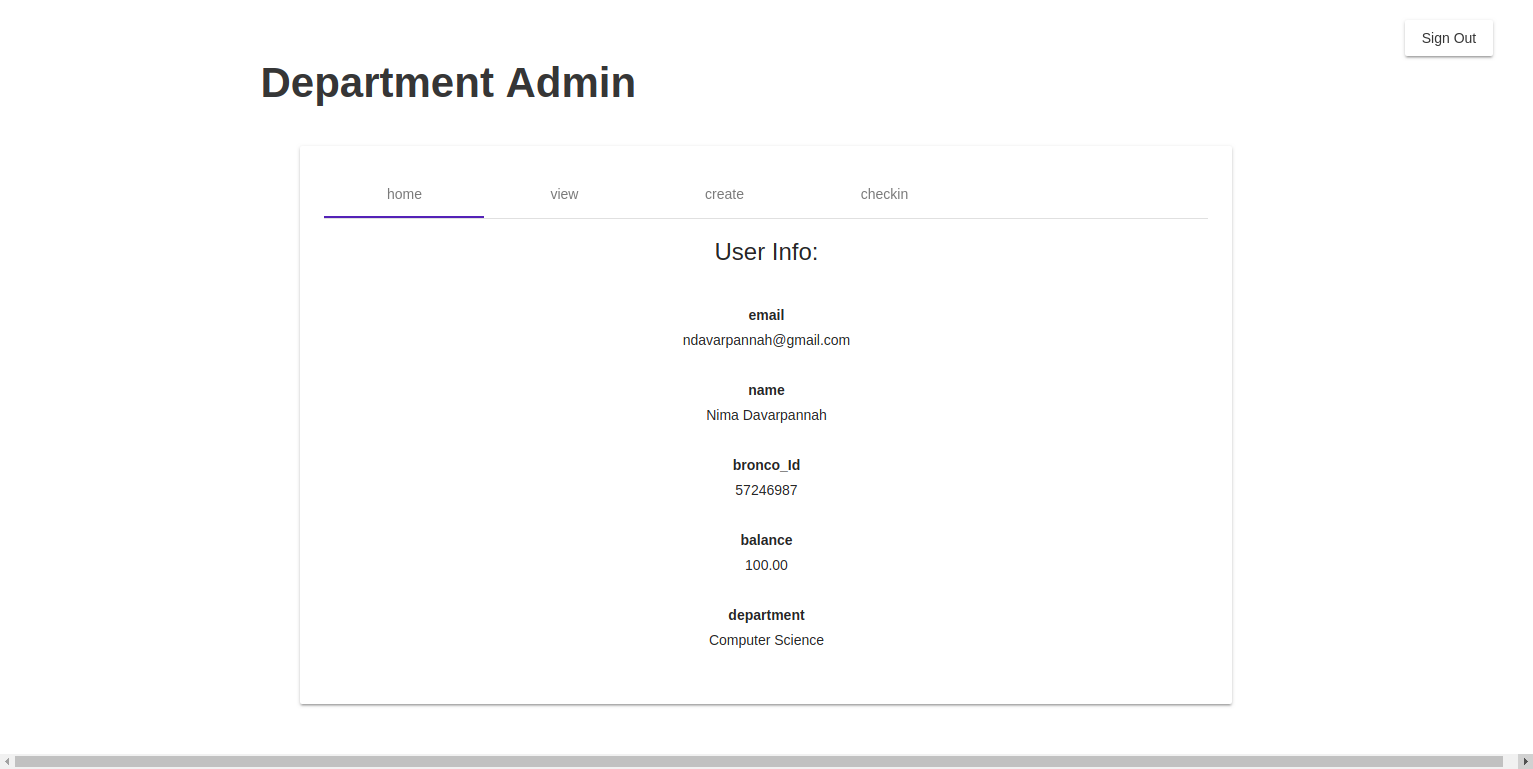 Sign Out
Department Admin
home view create checkin
User Info:
email
ndavarpannah@gmail.com
name
Nima Davarpannah
bronco_Id
57246987
balance
100.00
department
Computer Science